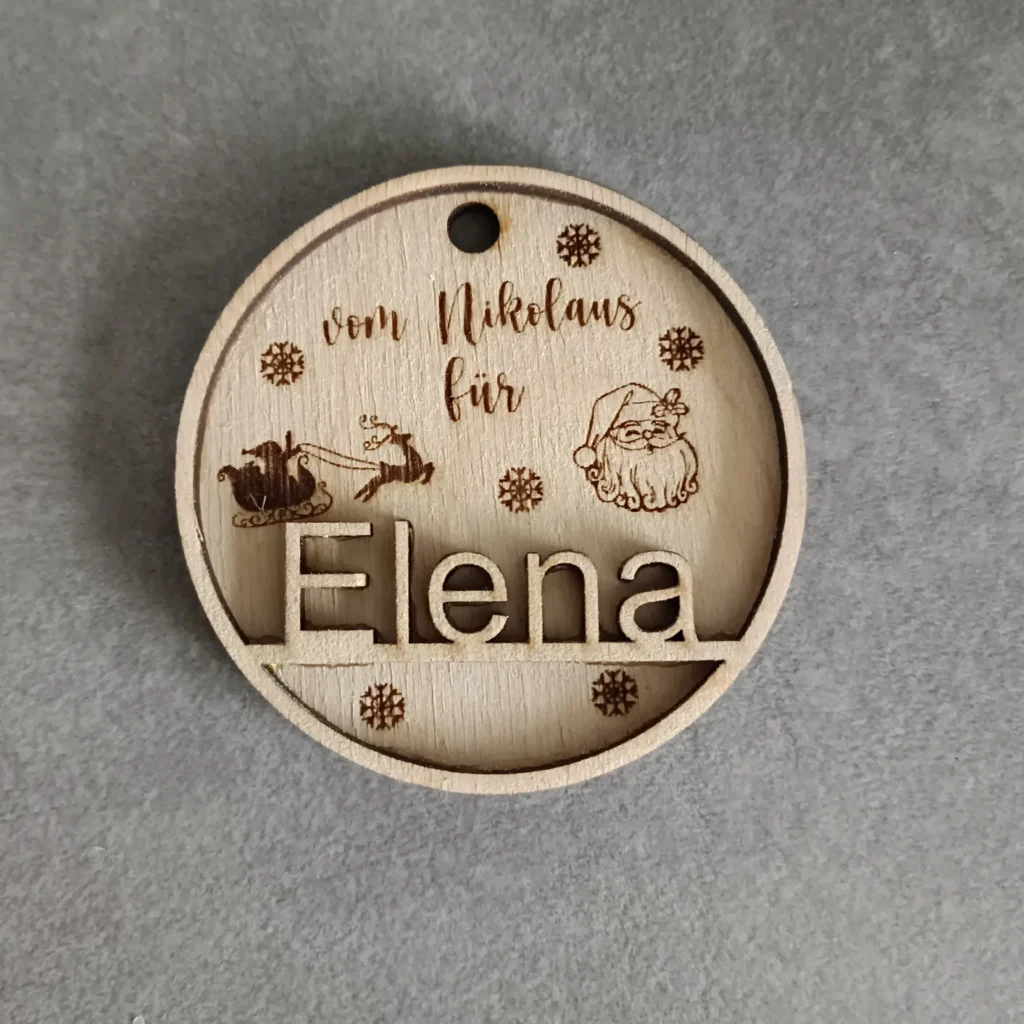 vom Nikolaus
für
Elena